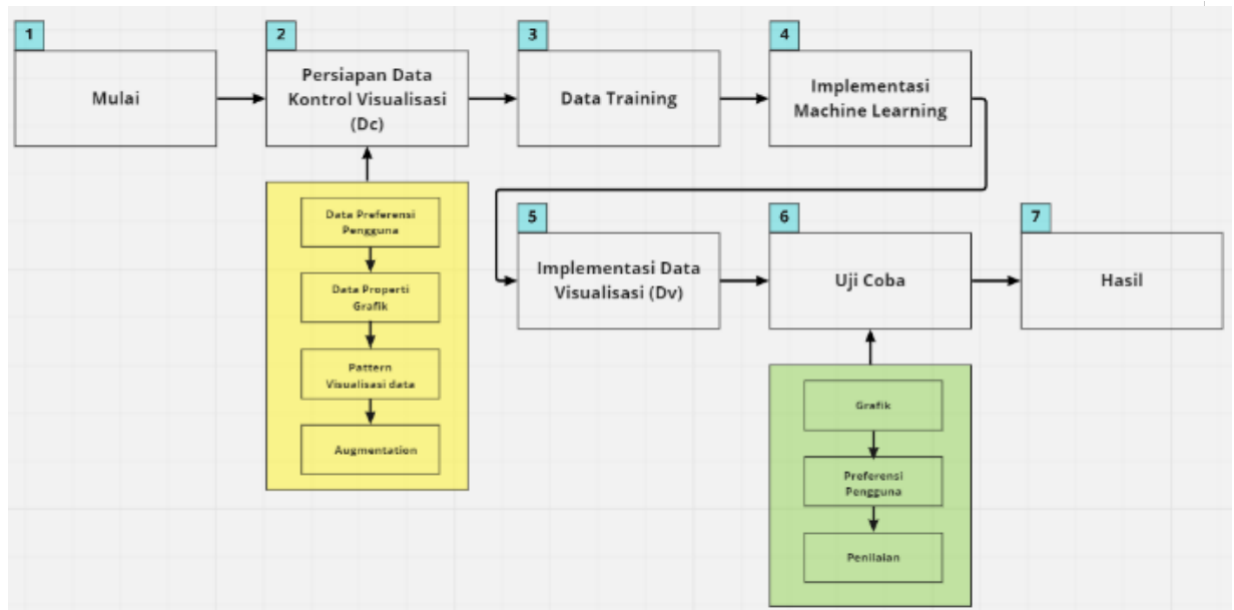 1
Mulai
2
Persiapan Data
Kontrol Visualisasi
(Dc)
3
Data Training
4
Implementasi
Machine Learning
Data Preferensi
Pengguna
Data Properti
Grafik
Pattern
Visualisasi data
Augmentation
5
Implementasi Data
Visualisasi (Dv)
6
Uji Coba
7
Hasil
Grafik
Preferensi
Pengguna
Penilaian